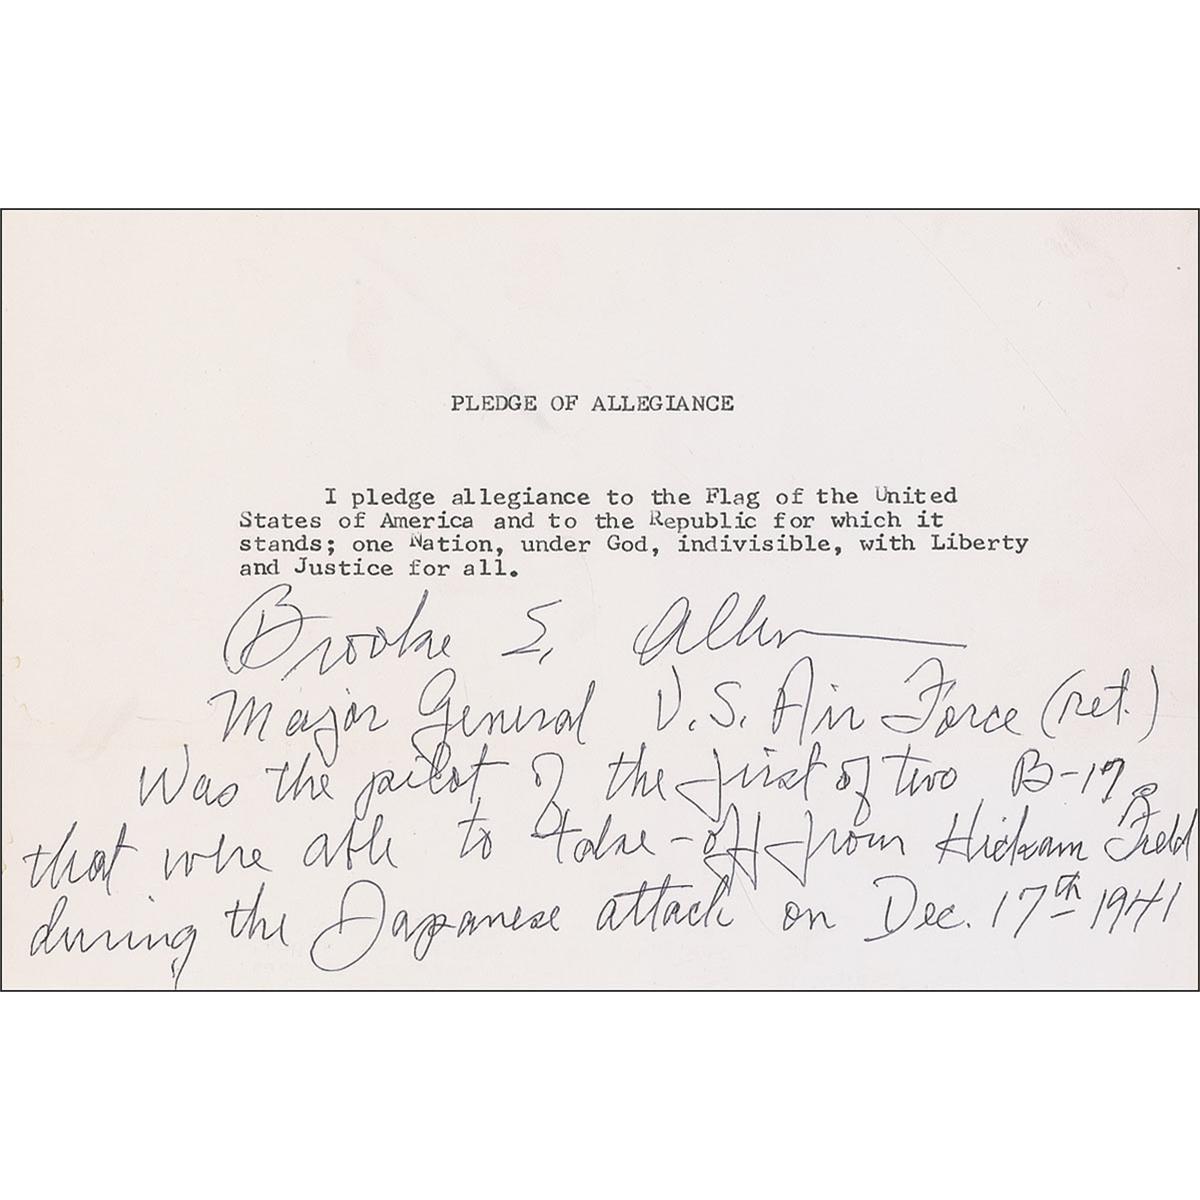 PLEDGE OF ALLEGIANCE
I pledge allegiance to the Flag of the United
States of America and to the Republic for which it
stands; one Nation, under God, indivisible, with Liberty
and Justice for all.
Brooke E. Allen
Major General U.S. Air Force (ret.)
Was the pilot of the first of two B-17s
that were able to take-off from Hickam Field
during the Japanese attack on Dec. 17th 1941